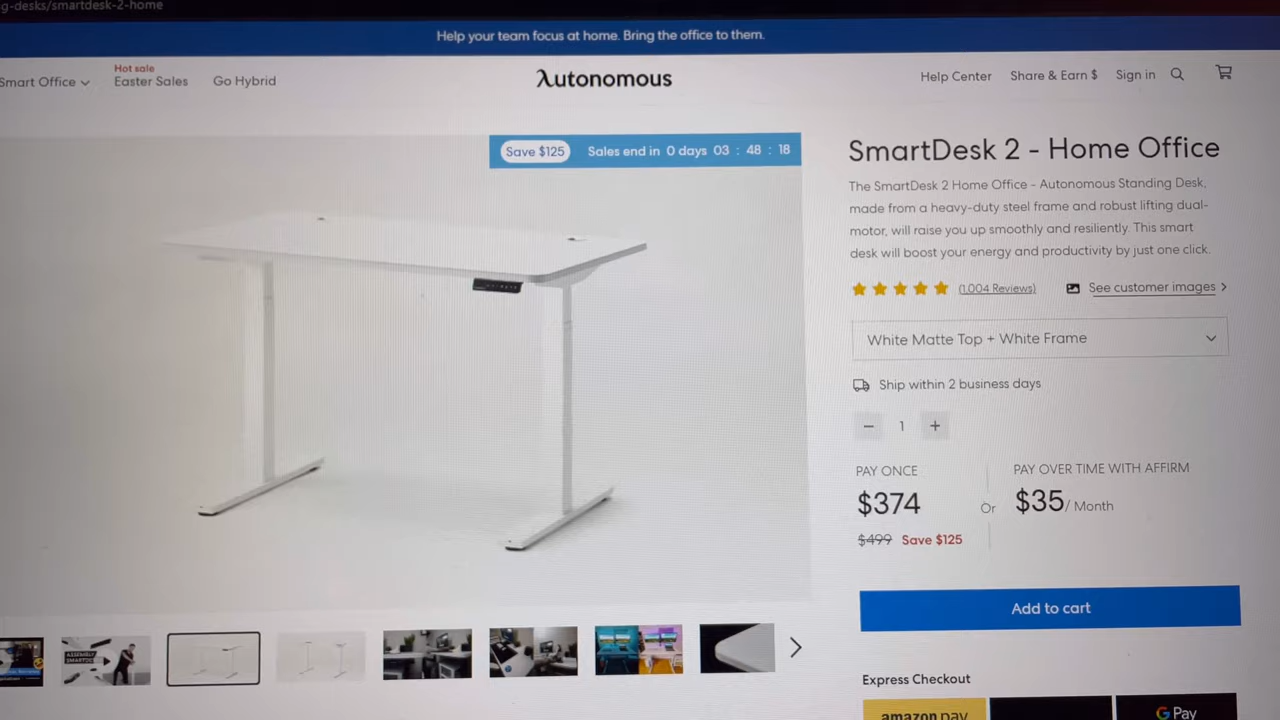 g-desks/smartdesk-2-home
Help your team focus at home. Bring the office to them.
Smart Office
Hot sale
Easter Sales
Go Hybrid
Autonomous
Help Center
Share & Earn $
Sign in
Save $125
Sales end in 0 days 03 : 48 : 18
SmartDesk 2 - Home Office
The SmartDesk 2 Home Office - Autonomous Standing Desk,
made from a heavy-duty steel frame and robust lifting dual-
motor, will raise you up smoothly and resiliently. This smart
desk will boost your energy and productivity by just one click.
(1,004 Reviews)
See customer images
White Matte Top + White Frame
Ship within 2 business days
− 1 +
PAY ONCE
$374
$499 Save $125
Or
PAY OVER TIME WITH AFFIRM
$35/ Month
Add to cart
ASSEMBLY
SMARTDESK
Express Checkout
amazon pay
G Pay